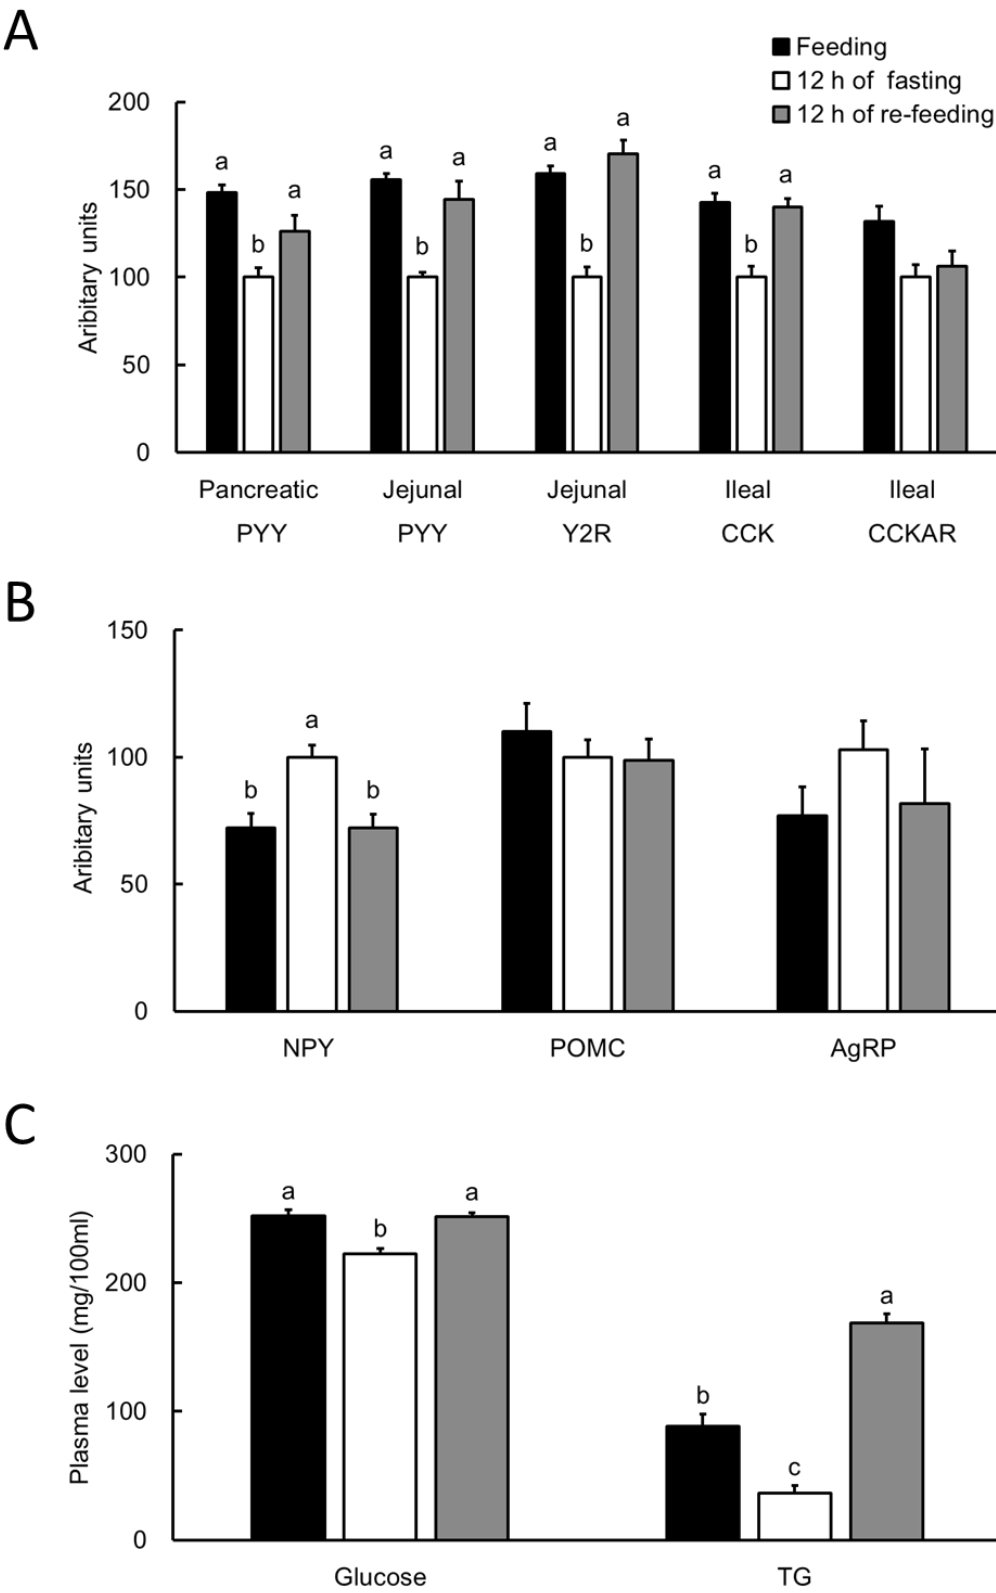 A
Feeding
12 h of fasting
12 h of re-feeding
Aribitary units
200
150
100
50
0
a
b
a
a
b
a
a
b
a
a
b
a
Pancreatic Jejunal Jejunal Ileal Ileal
PYY PYY Y2R CCK CCKAR
B
Aribitary units
150
100
50
0
b
a
b
NPY POMC AgRP
C
Plasma level (mg/100ml)
300
200
100
0
a
b
a
b
c
a
Glucose TG